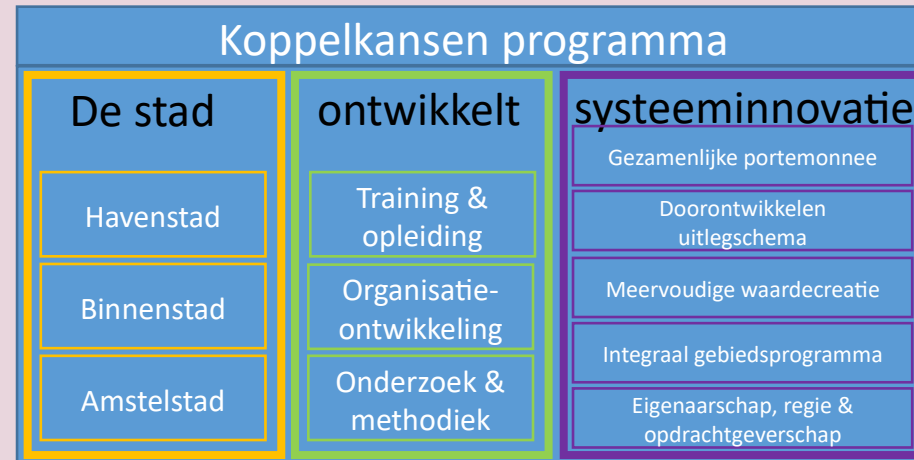 Koppelkansen programma
De stad
Havenstad
Binnenstad
Amstelstad
ontwikkelt
Training &
opleiding
Organisatie-
ontwikkeling
Onderzoek &
methodiek
systeeminnovatie
Gezamenlijke portemonnee
Doorontwikkelen
uitlegschema
Meervoudige waardecreatie
Integraal gebiedsprogramma
Eigenaarschap, regie &
opdrachtgeverschap